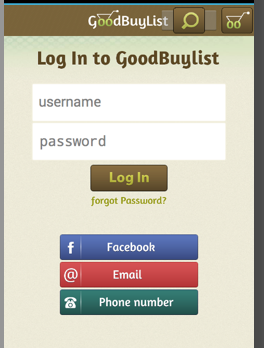 GoodBuyList
Log In to GoodBuylist
username
password
Log In
forgot Password?
f Facebook
@ Email
Phone number